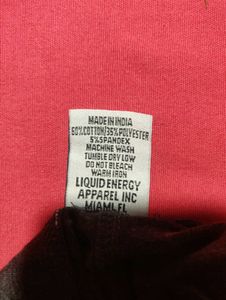 MADE IN INDIA
60%COTTON/35%POLYESTER
5%SPANDEX
MACHINE WASH
TUMBLE DRY LOW
DO NOT BLEACH
WARM IRON
LIQUID ENERGY
APPAREL INC
MIAMI, FL